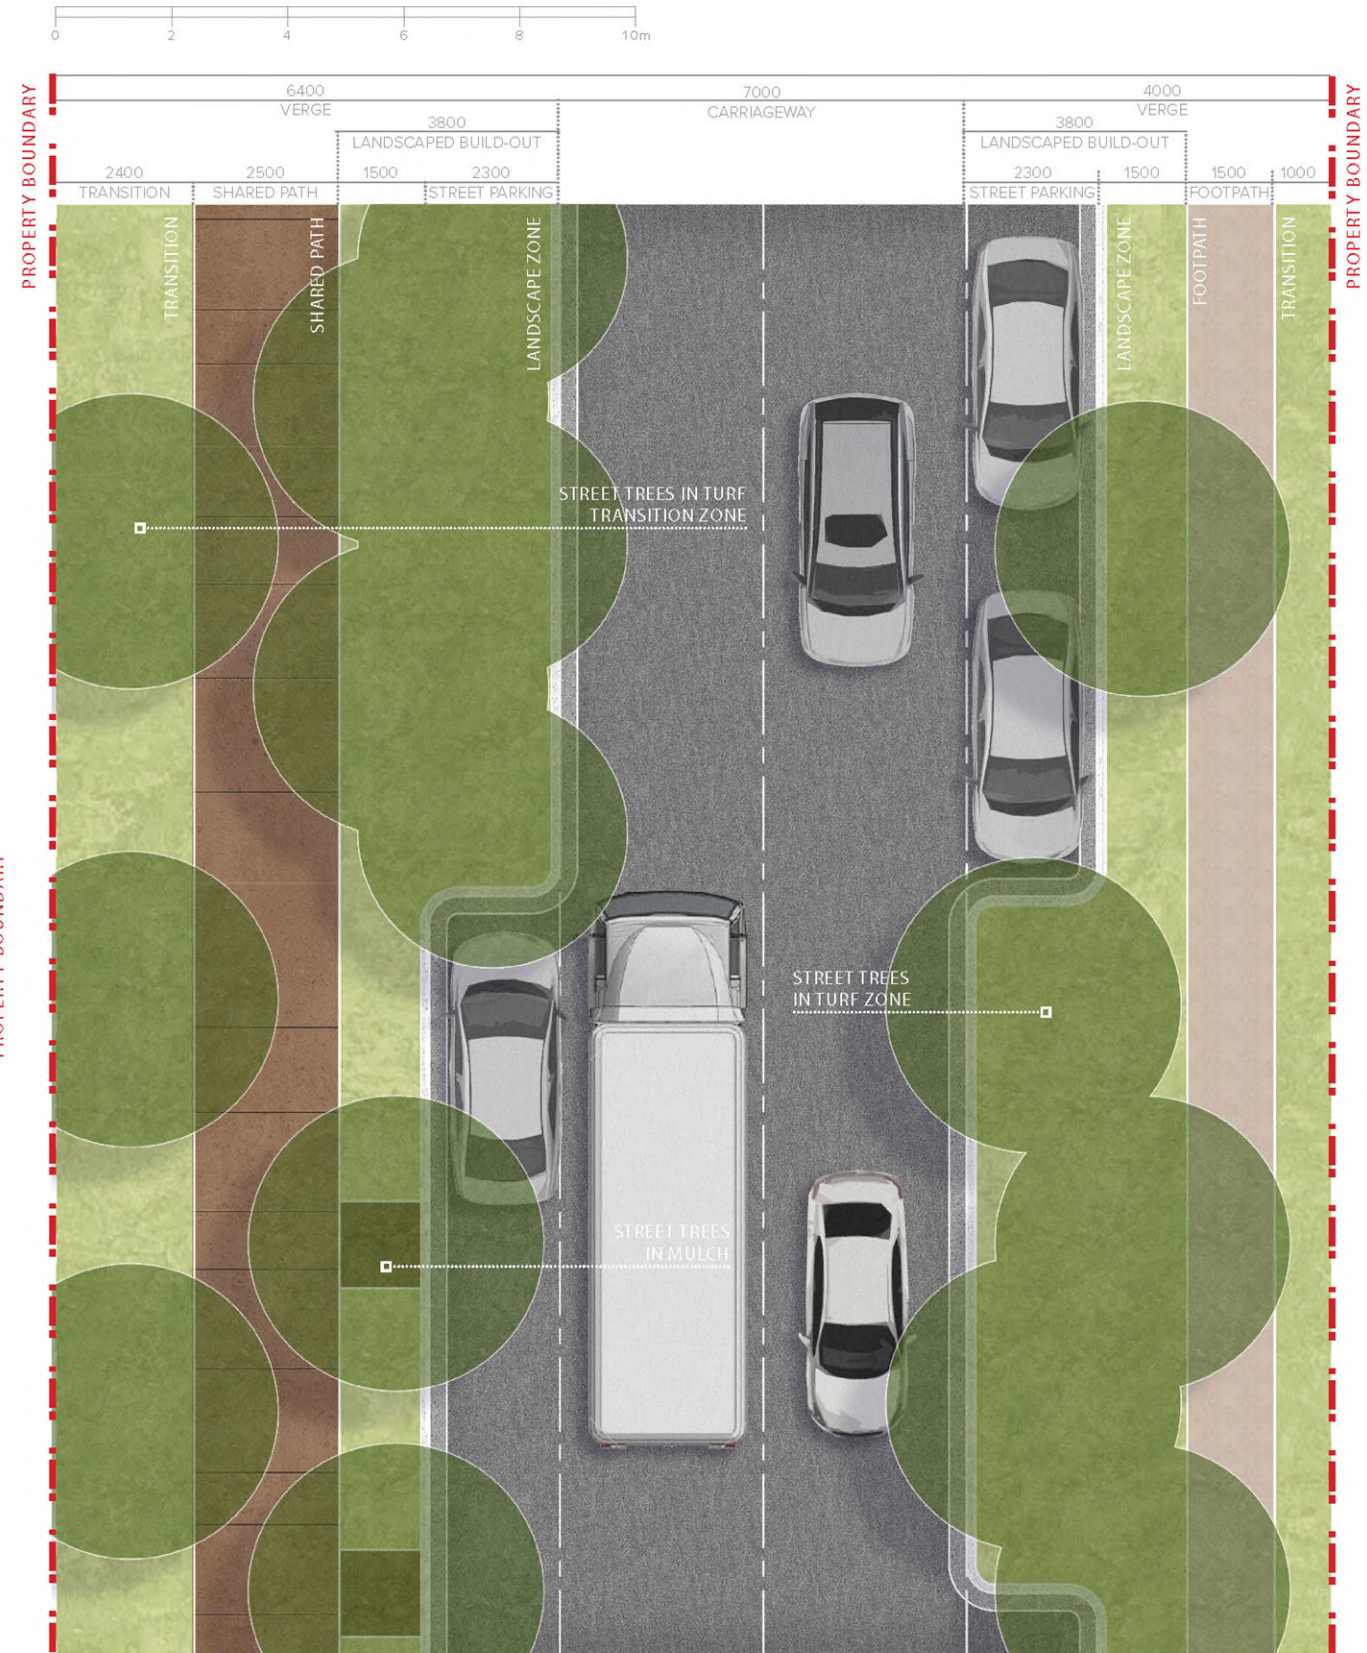 0 2 4 6 8 10m
6400
VERGE
7000
CARRIAGEWAY
4000
VERGE
3800
LANDSCAPED BUILD-OUT
3800
LANDSCAPED BUILD-OUT
2400
TRANSITION
2500
SHARED PATH
1500
2300
STREET PARKING
2300
STREET PARKING
1500
1500
FOOTPATH
1000
PROPERTY BOUNDARY
TRANSITION
SHARED PATH
LANDSCAPE ZONE
LANDSCAPE ZONE
FOOTPATH
TRANSITION
PROPERTY BOUNDARY
STREET TREES IN TURF
TRANSITION ZONE
PROPERTY BOUNDARY
STREET TREES
IN TURF ZONE
STREET TREES
IN MULCH